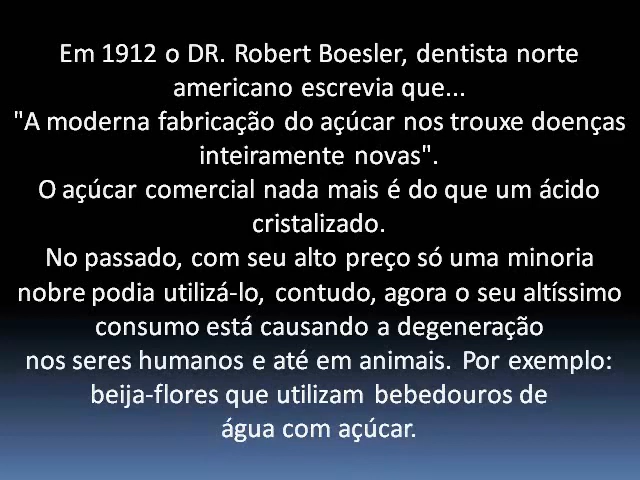 Em 1912 o DR. Robert Boesler, dentista norte
americano escrevia que...
"A moderna fabricação do açúcar nos trouxe doenças
inteiramente novas".
O açúcar comercial nada mais é do que um ácido
cristalizado.
No passado, com seu alto preço só uma minoria
nobre podia utilizá-lo, contudo, agora o seu altíssimo
consumo está causando a degeneração
nos seres humanos e até em animais. Por exemplo:
beija-flores que utilizam bebedouros de
água com açúcar.